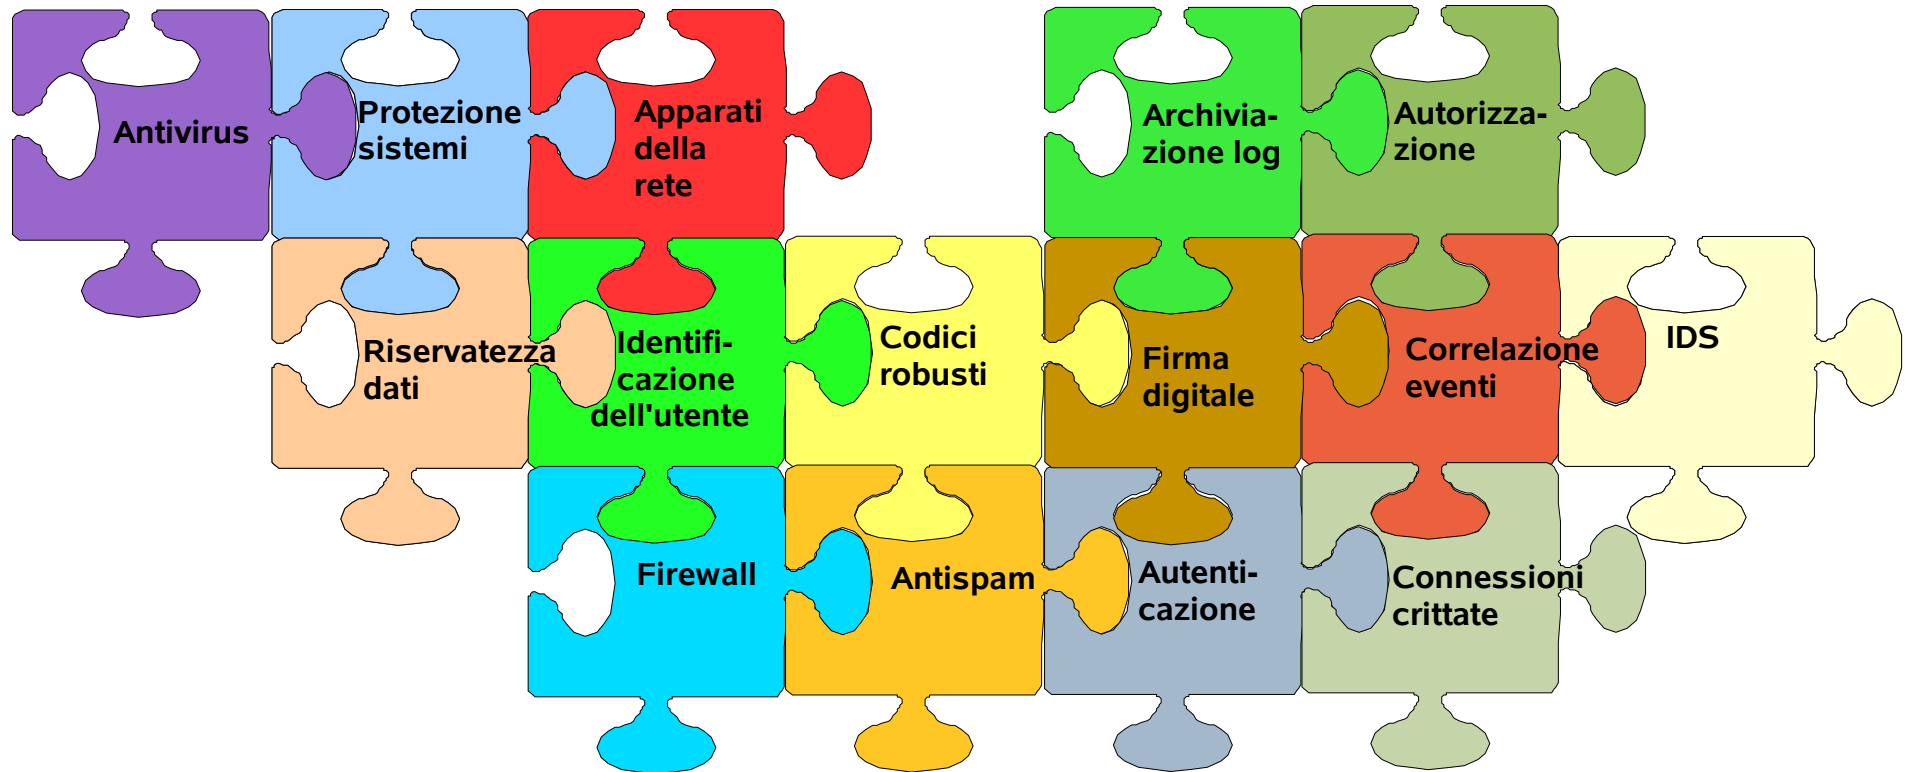 Antivirus
Protezione
sistemi
Apparati
della
rete
Archivia-
zione log
Autorizza-
zione
Riservatezza
dati
Identifi-
cazione
dell'utente
Codici
robusti
Firma
digitale
Correlazione
eventi
IDS
Firewall
Antispam
Autenti-
cazione
Connessioni
crittate